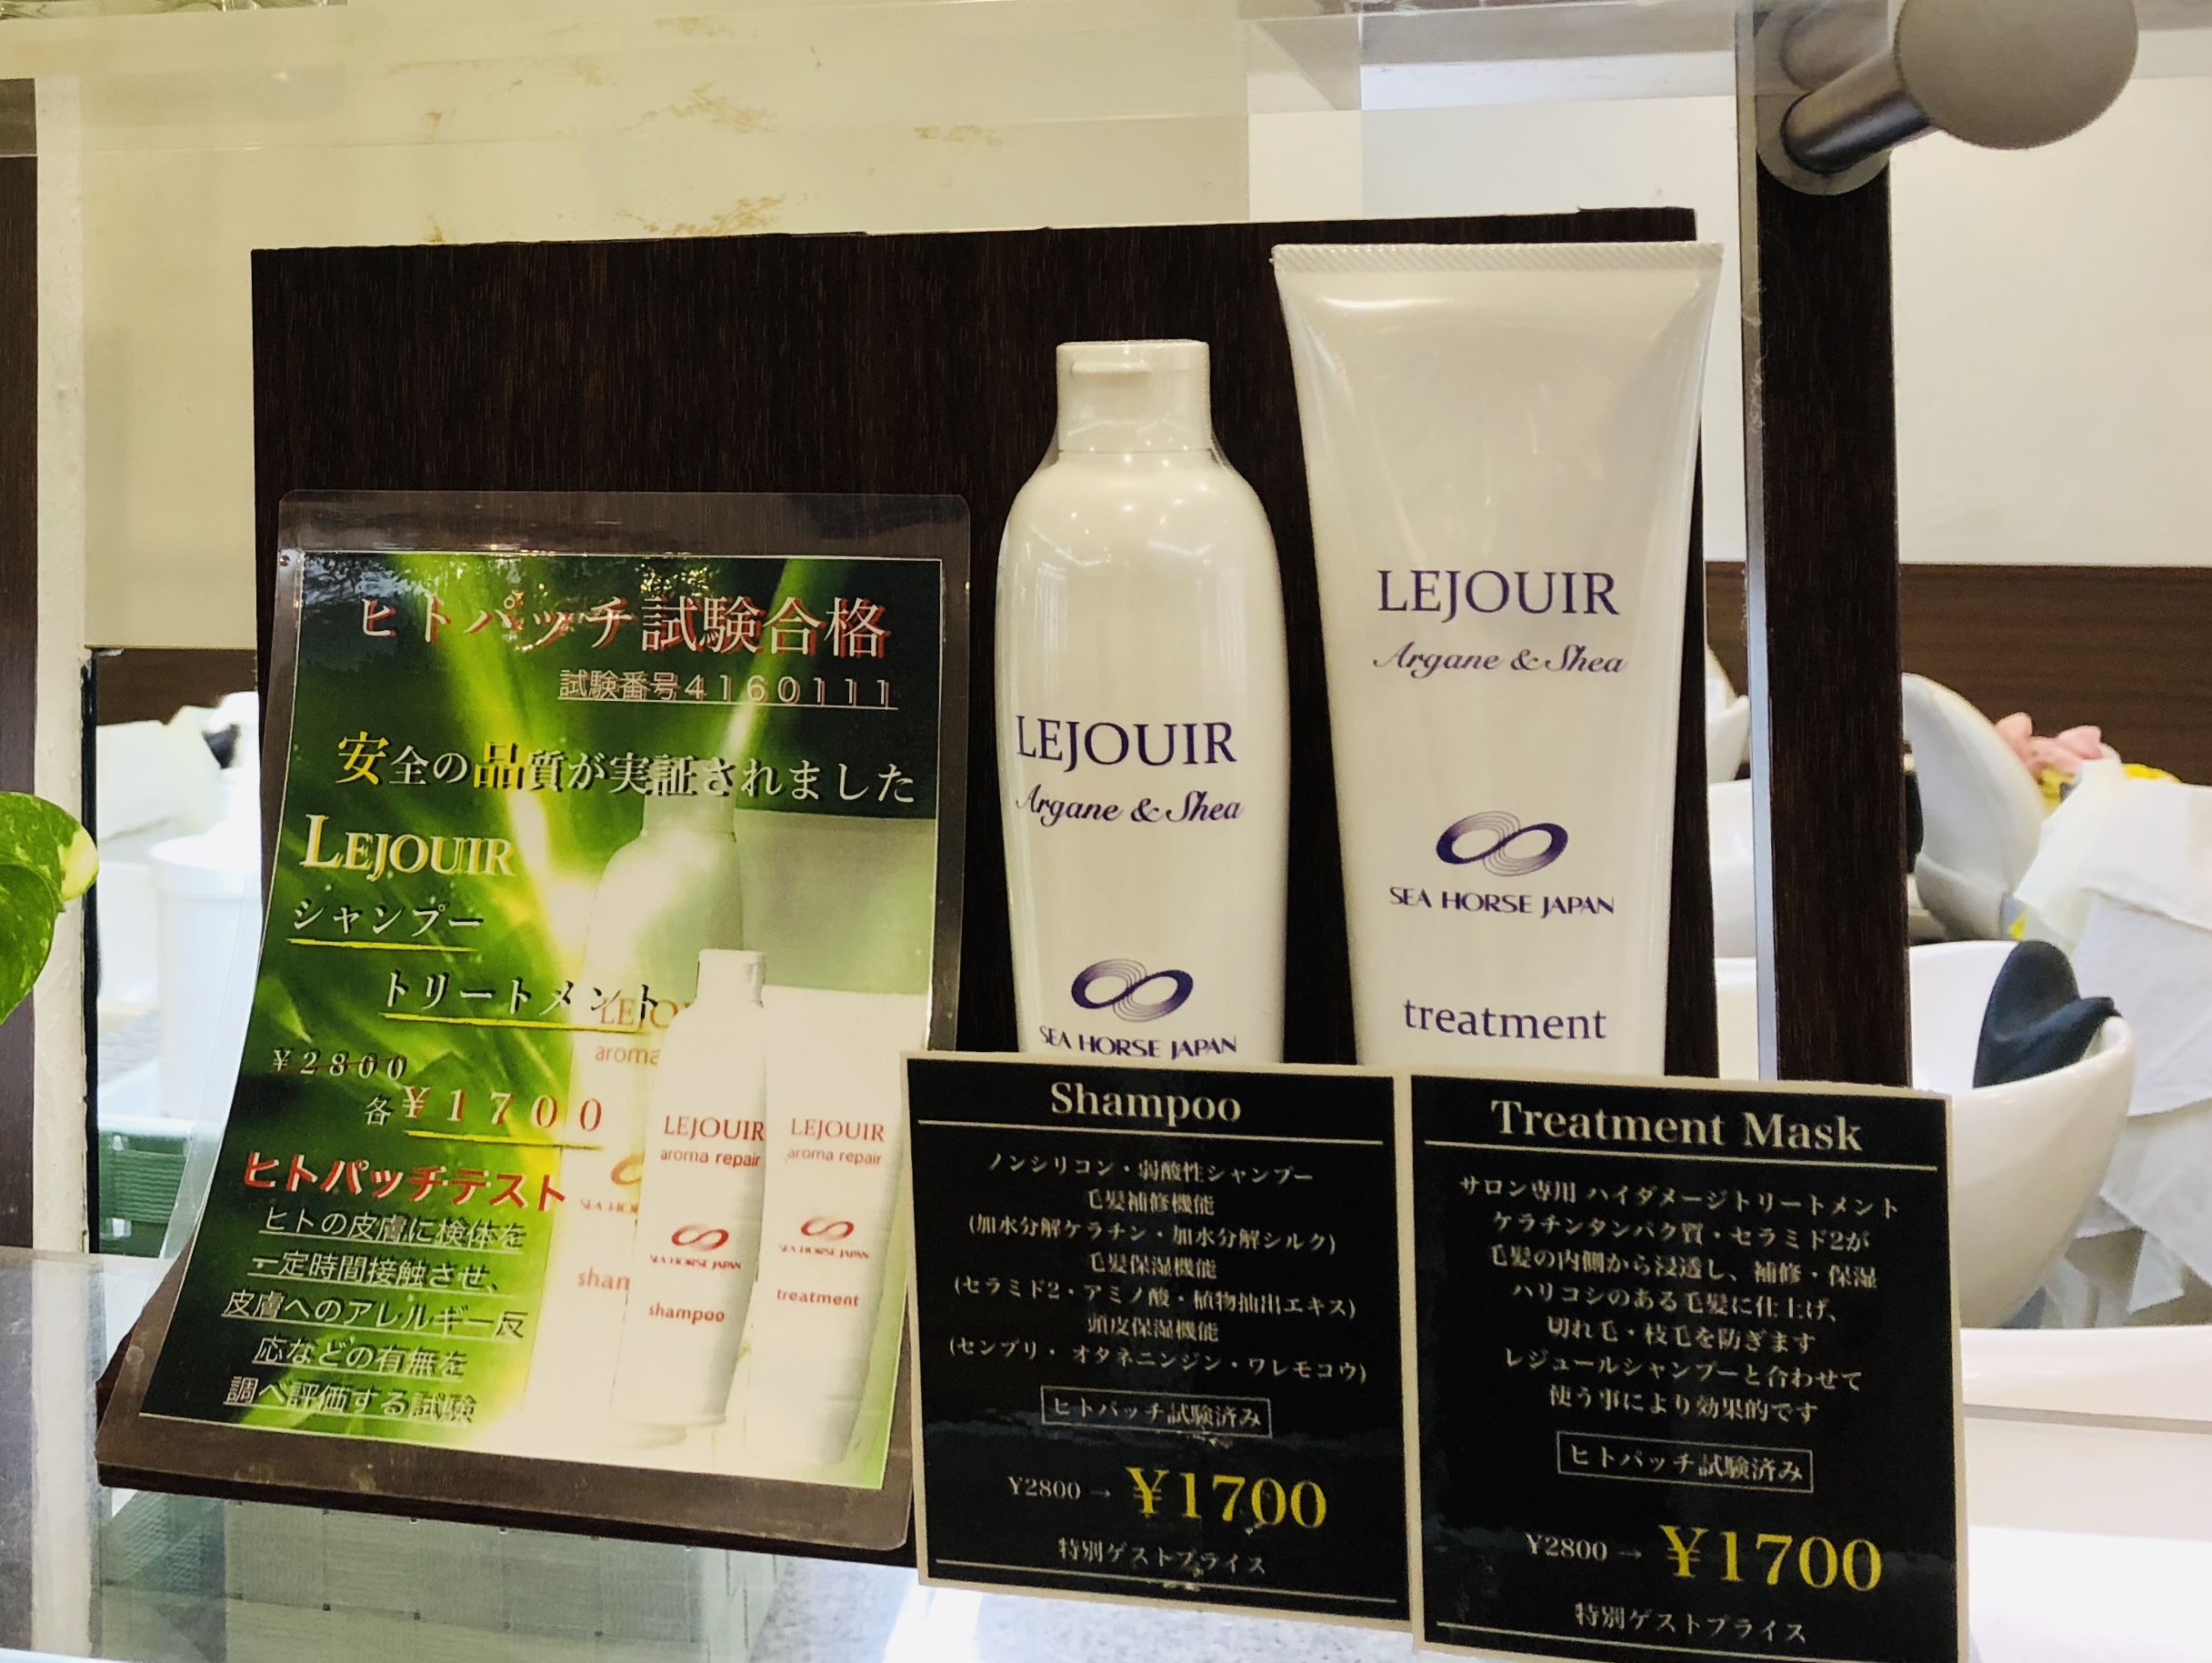 ヒトパッチ試験合格
試験番号4160111
安全の品質が実証されました
LEJOUIR
シャンプー
トリートメント
¥2800
各¥1700
ヒトパッチテスト
ヒトの皮膚に検体を
一定時間接触させ、
皮膚へのアレルギー反
応などの有無を
調べ評価する試験
LEJO
aroma
SEA HOR
sham
LEJOUIR
aroma repair
SEA HORSE JAPAN
shampoo
LEJOUIR
aroma repair
SEA HORSE JAPAN
treatment
LEJOUIR
Argane & Shea
SEA HORSE JAPAN
LEJOUIR
Argane & Shea
SEA HORSE JAPAN
treatment
Shampoo
ノンシリコン・弱酸性シャンプー
毛髪補修機能
(加水分解ケラチン・加水分解シルク)
毛髪保湿機能
(セラミド2・アミノ酸・植物抽出エキス)
頭皮保湿機能
(センブリ・オタネニンジン・ワレモコウ)
ヒトパッチ試験済み
¥2800 → ¥1700
特別ゲストプライス
Treatment Mask
サロン専用 ハイダメージトリートメント
ケラチンタンパク質・セラミド2が
毛髪の内側から浸透し、補修・保湿
ハリコシのある毛髪に仕上げ、
切れ毛・枝毛を防ぎます
レジュールシャンプーと合わせて
使う事により効果的です
ヒトパッチ試験済み
¥2800 → ¥1700
特別ゲストプライス